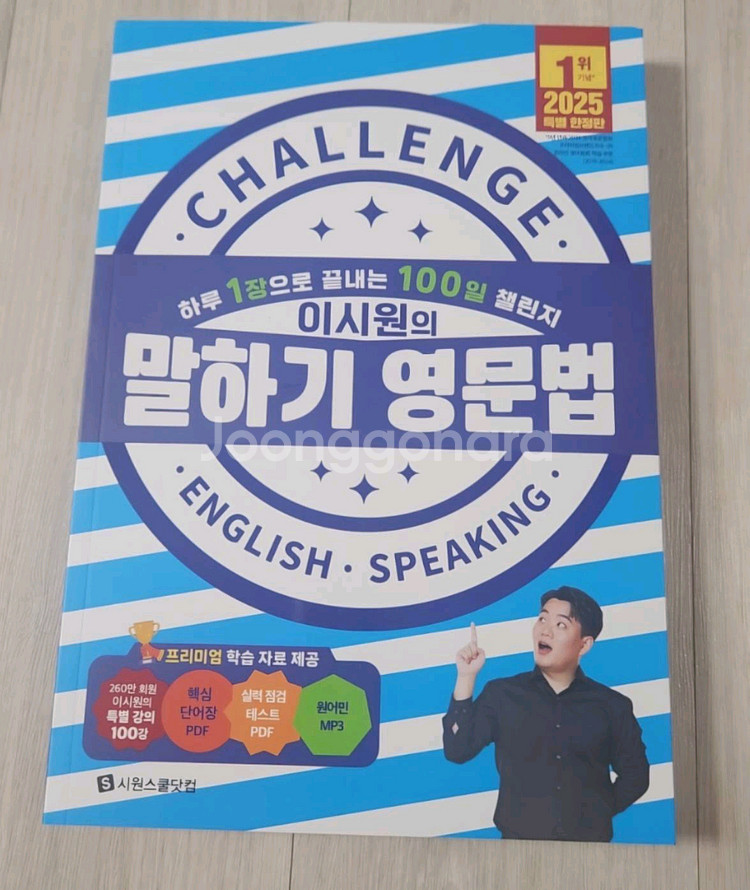 1위
기념*
2025
특별 한정판
CHALLENGE
하루 1장으로 끝내는 100일 챌린지
이시원의
말하기 영문법
Joonggonara
ENGLISH · SPEAKING
프리미엄 학습 자료 제공
260만 회원
이시원의
특별 강의
100강
핵심
단어장
PDF
실력 점검
테스트
PDF
원어민
MP3
S 시원스쿨닷컴